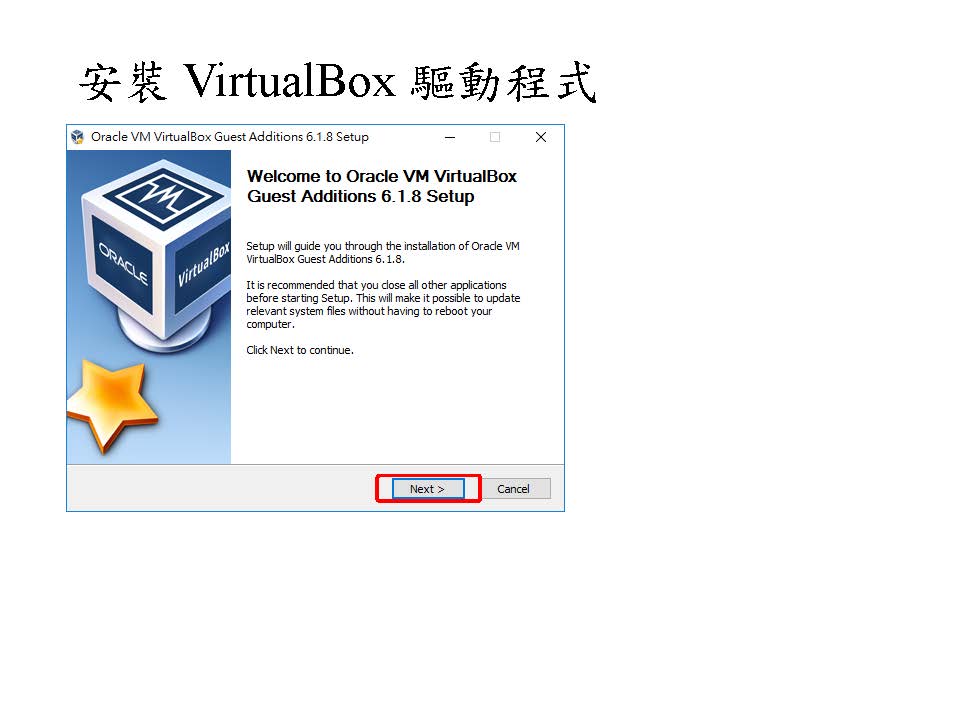 安裝 VirtualBox 驅動程式
Oracle VM VirtualBox Guest Additions 6.1.8 Setup
ORACLE
VirtualBox
Welcome to Oracle VM VirtualBox
Guest Additions 6.1.8 Setup
Setup will guide you through the installation of Oracle VM
VirtualBox Guest Additions 6.1.8.
It is recommended that you close all other applications
before starting Setup. This will make it possible to update
relevant system files without having to reboot your
computer.
Click Next to continue.
Next >
Cancel